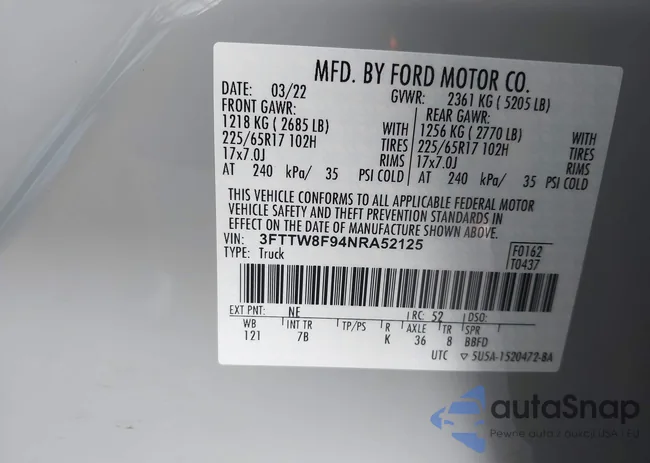 MFD. BY FORD MOTOR CO.
DATE: 03/22 GVWR: 2361 KG ( 5205 LB)
FRONT GAWR: REAR GAWR:
1218 KG ( 2685 LB) WITH 1256 KG ( 2770 LB) WITH
225/65R17 102H TIRES 225/65R17 102H TIRES
17x7.0J RIMS 17x7.0J RIMS
AT 240 kPa/ 35 PSI COLD AT 240 kPa/ 35 PSI COLD
THIS VEHICLE CONFORMS TO ALL APPLICABLE FEDERAL MOTOR
VEHICLE SAFETY AND THEFT PREVENTION STANDARDS IN
EFFECT ON THE DATE OF MANUFACTURE SHOWN ABOVE.
VIN: 3FTTW8F94NRA52125 F0162
TYPE: Truck T0437
EXT PNT: NE RC: 52 DSO:
WB INT TR TP/PS R AXLE TR SPR
121 7B K 36 8 BBFD
UTC ▽ 5U5A-1520472-BA
autaSnap
Pewne auta z aukcji USA - EU